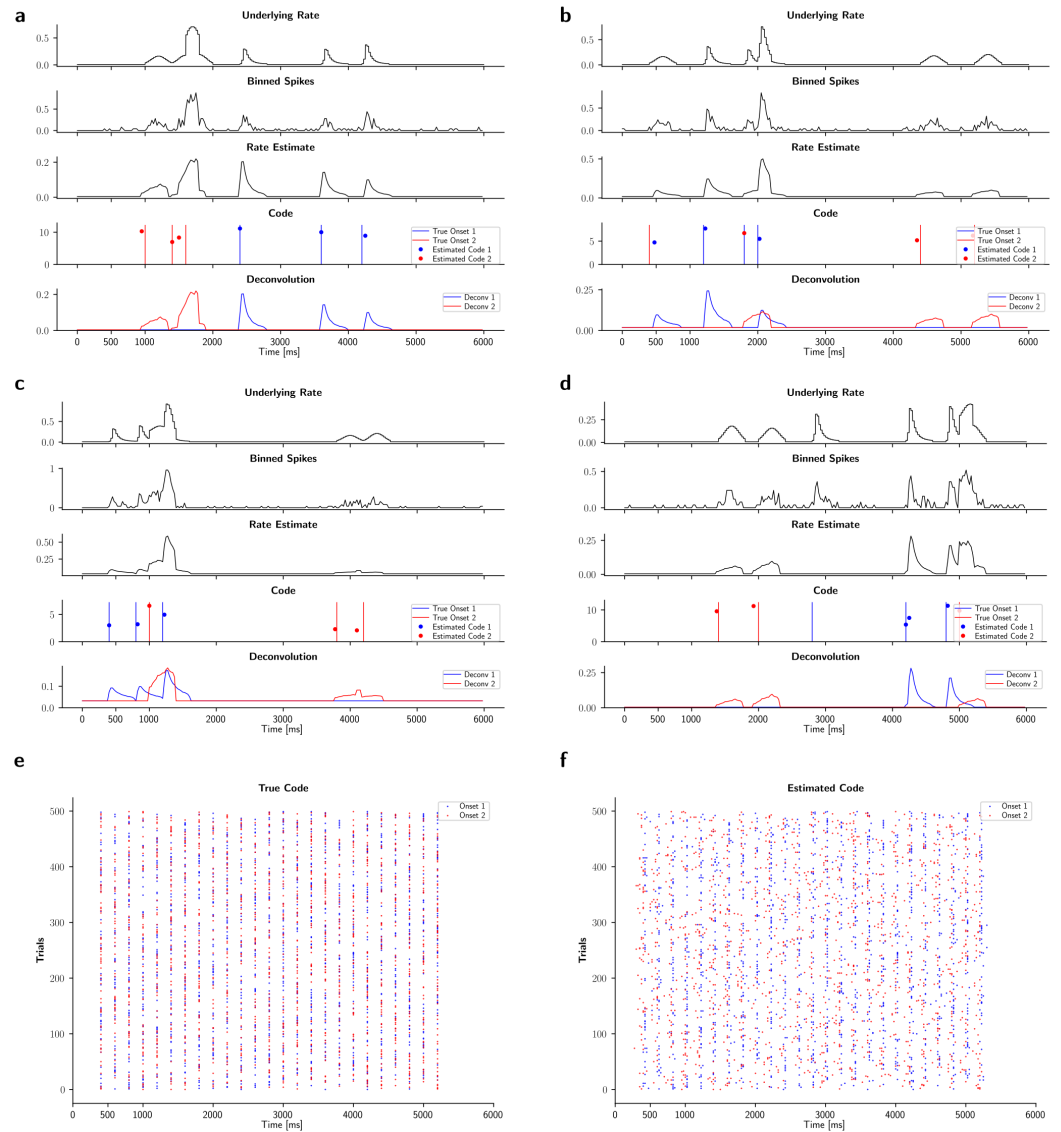 a
Underlying Rate
0.5
0.0
Binned Spikes
0.5
0.0
Rate Estimate
0.2
0.0
Code
10
0
True Onset 1
True Onset 2
Estimated Code 1
Estimated Code 2
Deconvolution
0.2
0.0
Deconv 1
Deconv 2
0 1000 2000 3000 4000 5000 6000
Time [ms]
b
Underlying Rate
0.5
0.0
Binned Spikes
0.5
0.0
Rate Estimate
0.5
0.0
Code
5
0
True Onset 1
True Onset 2
Estimated Code 1
Estimated Code 2
Deconvolution
0.25
0.00
Deconv 1
Deconv 2
0 500 1000 2000 3000 4000 5000 6000
Time [ms]
c
Underlying Rate
0.5
0.0
Binned Spikes
1
0
Rate Estimate
0.50
0.25
Code
5
0
True Onset 1
True Onset 2
Estimated Code 1
Estimated Code 2
Deconvolution
0.1
0.0
Deconv 1
Deconv 2
0 500 1000 2000 3000 4000 5000 6000
Time [ms]
d
Underlying Rate
0.25
0.00
Binned Spikes
0.5
0.0
Rate Estimate
0.25
0.00
Code
10
0
True Onset 1
True Onset 2
Estimated Code 1
Estimated Code 2
Deconvolution
0.25
0.00
Deconv 1
Deconv 2
0 500 1000 2000 3000 4000 5000 6000
Time [ms]
e
True Code
Onset 1
Onset 2
500
400
300
200
100
0
Trials
0 1000 2000 3000 4000 5000 6000
Time [ms]
f
Estimated Code
Onset 1
Onset 2
500
400
300
200
100
0
Trials
0 500 1000 2000 3000 4000 5000 6000
Time [ms]